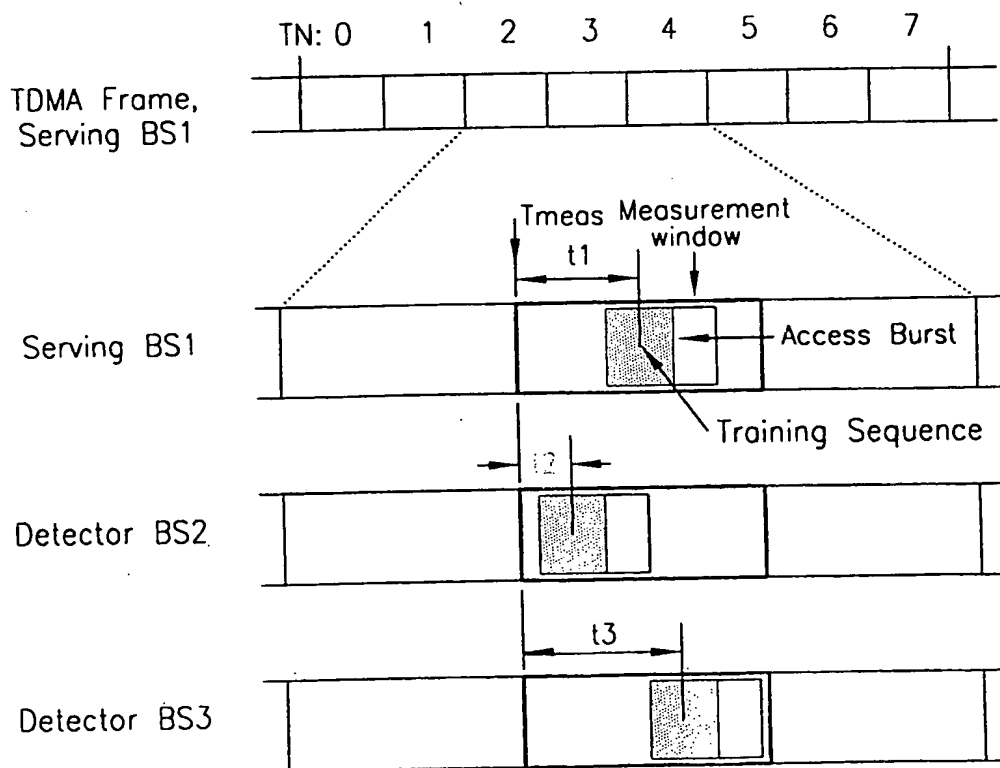 TN: 0 1 2 3 4 5 6 7
TDMA Frame,
Serving BS1
Tmeas Measurement
window
t1
Serving BS1
Access Burst
Training Sequence
t2
Detector BS2
t3
Detector BS3